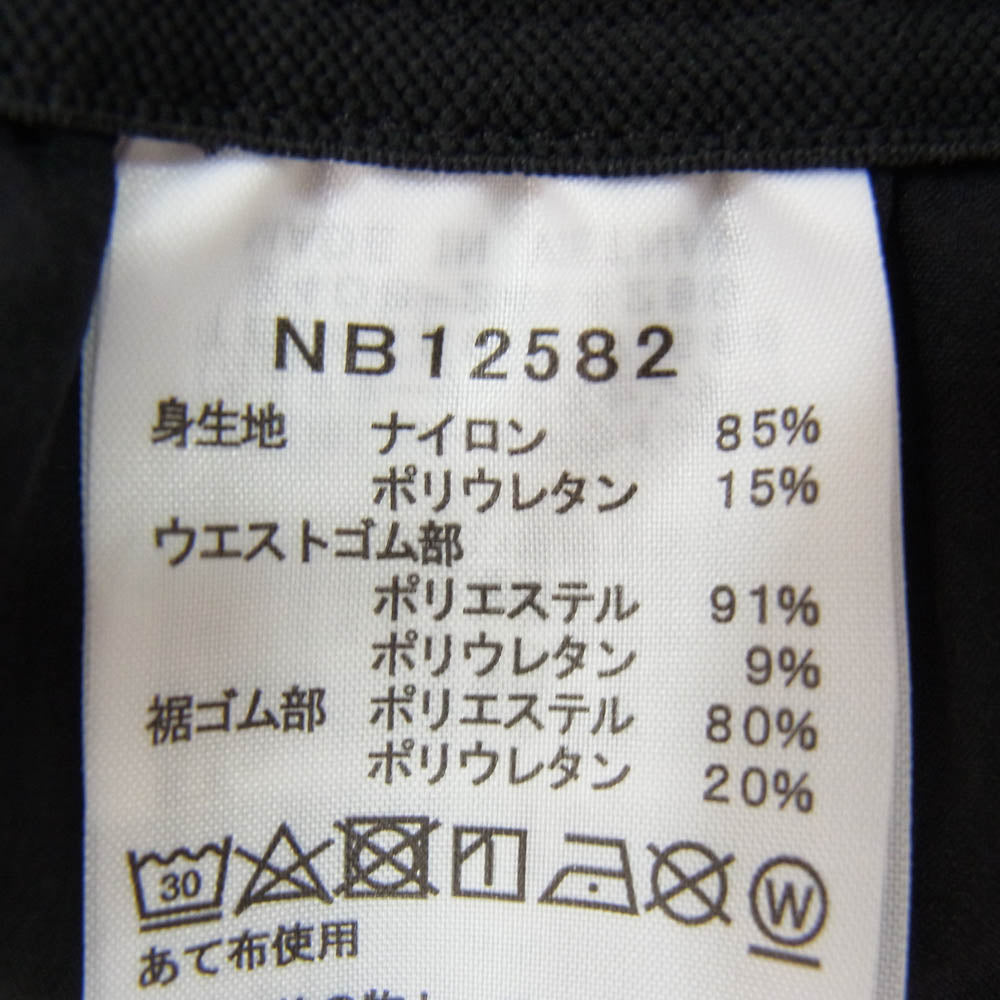 NB12582
身生地 ナイロン 85%
ポリウレタン 15%
ウエストゴム部
ポリエステル 91%
ポリウレタン 9%
裾ゴム部 ポリエステル 80%
ポリウレタン 20%
30 W
あて布使用